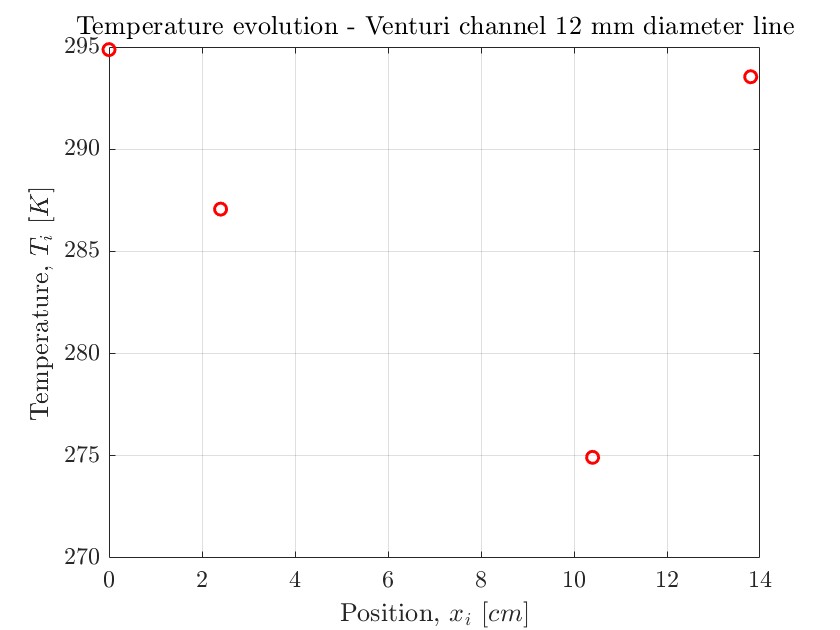 Temperature evolution - Venturi channel 12 mm diameter line
295
290
285
280
275
270
Temperature, T_i [K]
0 2 4 6 8 10 12 14
Position, x_i [cm]